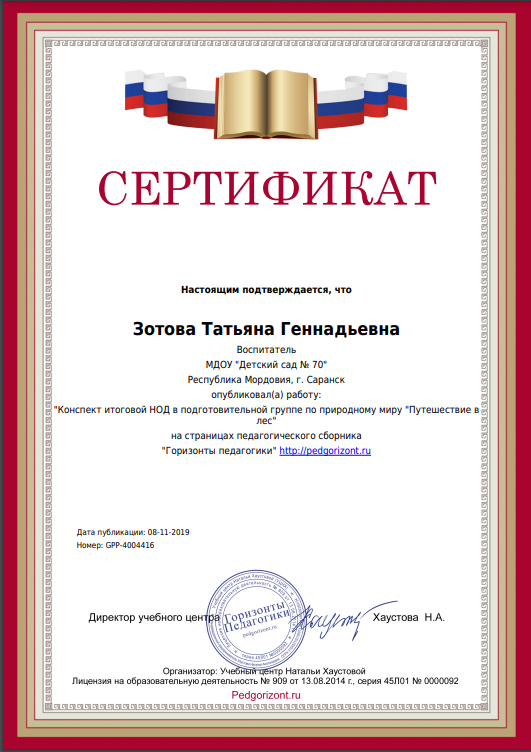 СЕРТИФИКАТ
Настоящим подтверждается, что
Зотова Татьяна Геннадьевна
Воспитатель
МДОУ "Детский сад № 70"
Республика Мордовия, г. Саранск
опубликовал(а) работу:
"Конспект итоговой НОД в подготовительной группе по природному миру "Путешествие в
лес"
на страницах педагогического сборника
"Горизонты педагогики" http://pedgorizont.ru
Дата публикации: 08-11-2019
Номер: GPP-4004416
Горизонты
Педагогики
pedgorizont.ru
Директор учебного центра
Хаустова Н.А.
Организатор: Учебный центр Натальи Хаустовой
Лицензия на образовательную деятельность № 909 от 13.08.2014 г., серия 45Л01 № 0000092
Pedgorizont.ru